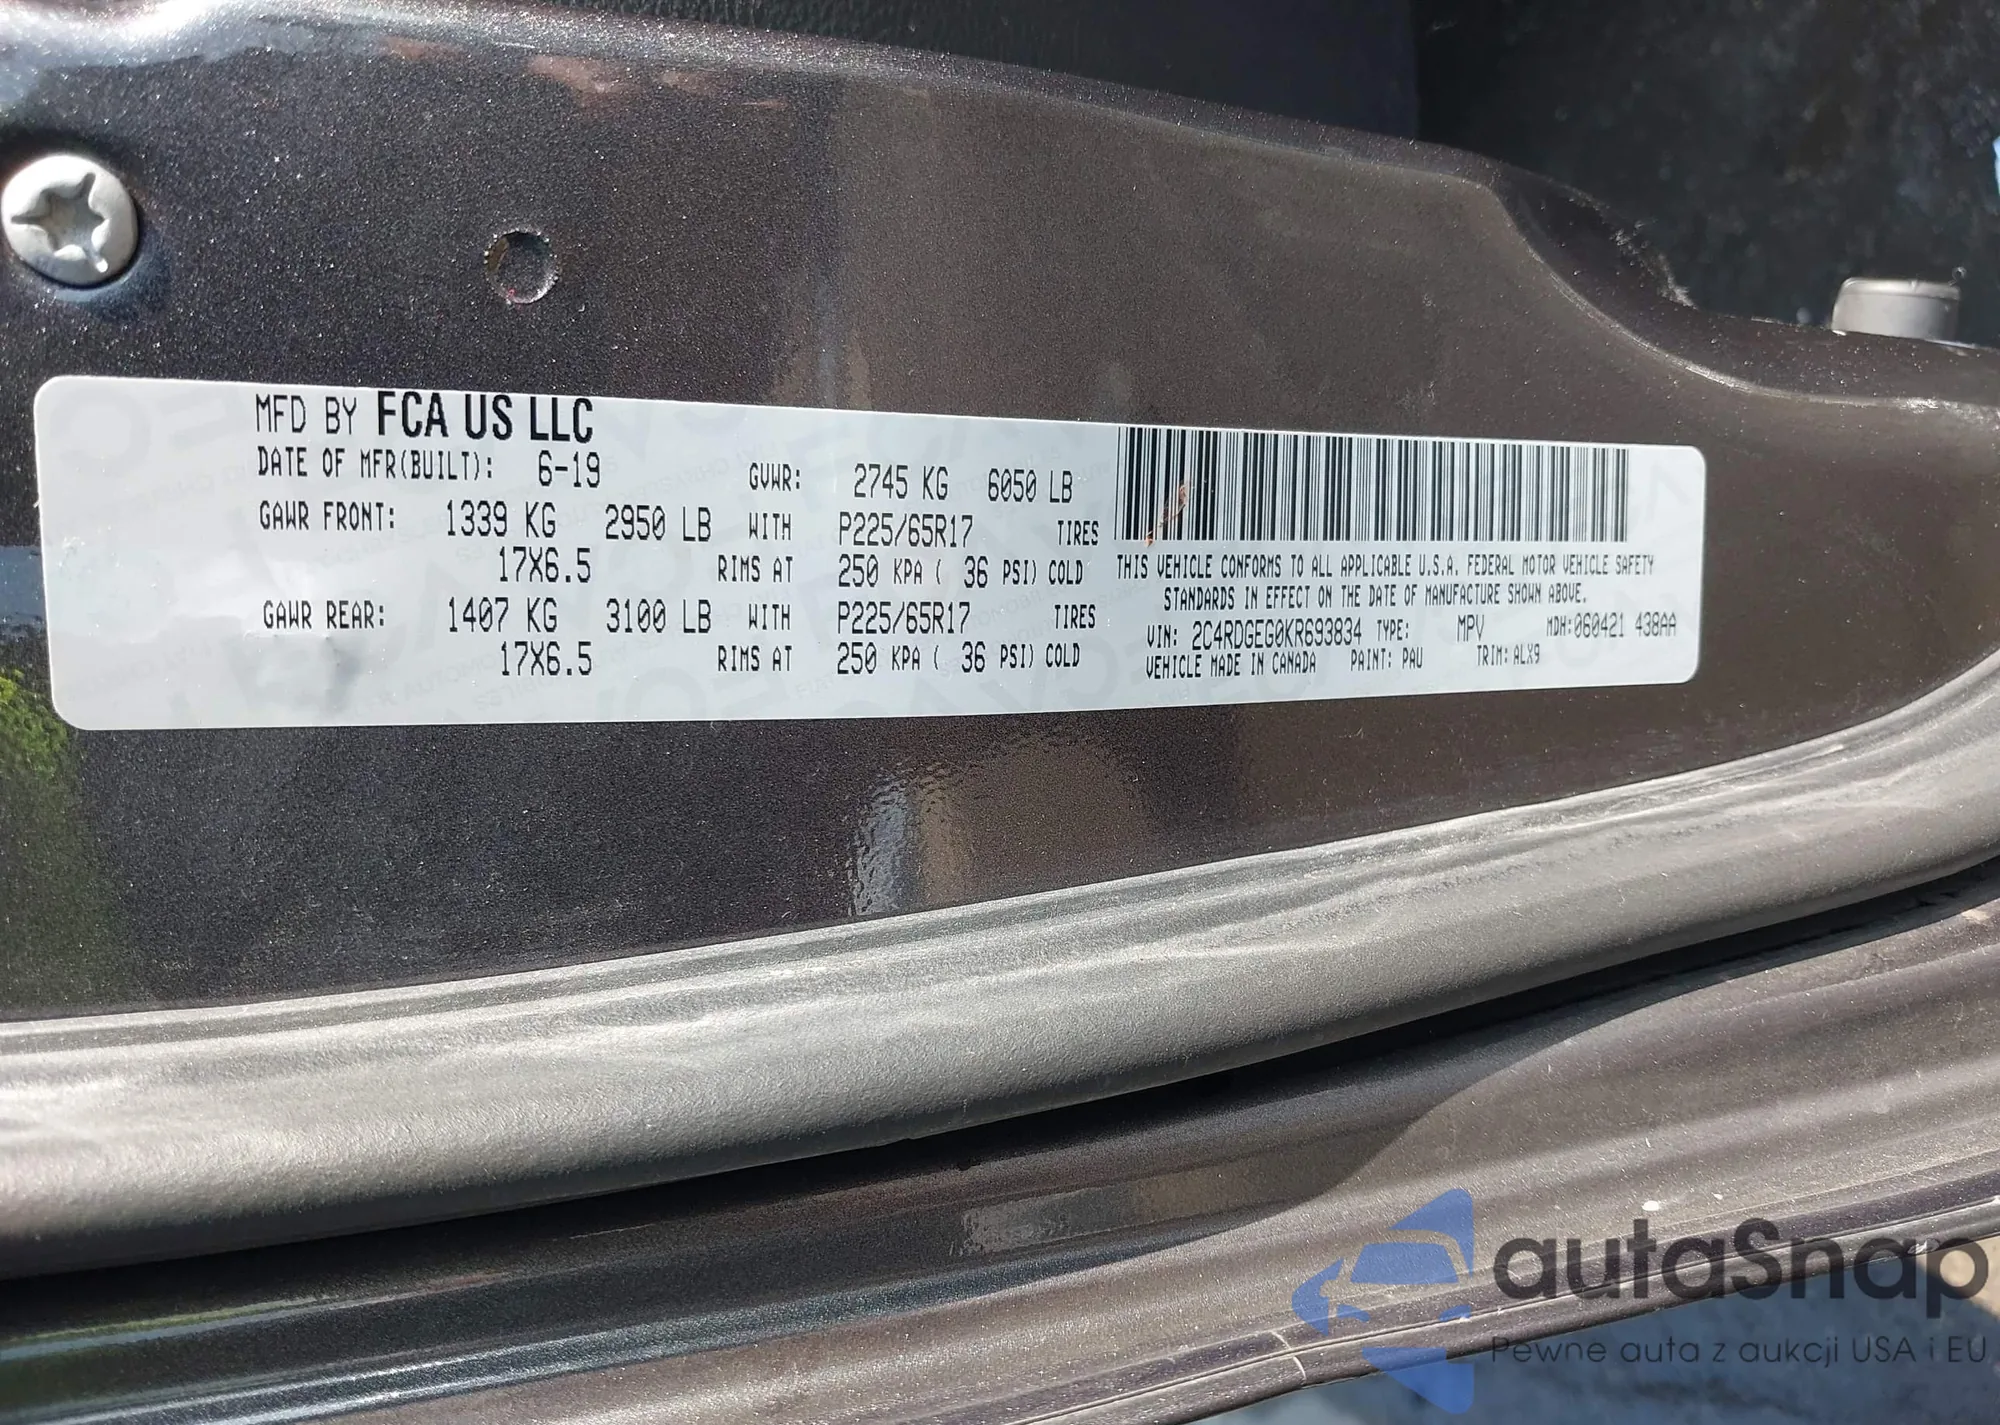 MFD BY FCA US LLC
DATE OF MFR(BUILT): 6-19 GVWR: 2745 KG 6050 LB
GAWR FRONT: 1339 KG 2950 LB WITH P225/65R17 TIRES
17X6.5 RIMS AT 250 KPA ( 36 PSI) COLD
GAWR REAR: 1407 KG 3100 LB WITH P225/65R17 TIRES
17X6.5 RIMS AT 250 KPA ( 36 PSI) COLD
THIS VEHICLE CONFORMS TO ALL APPLICABLE U.S.A. FEDERAL MOTOR VEHICLE SAFETY
STANDARDS IN EFFECT ON THE DATE OF MANUFACTURE SHOWN ABOVE.
VIN: 2C4RDGEG0KR693834 TYPE: MPV MDH:060421 438AA
VEHICLE MADE IN CANADA PAINT: PAU TRIM: ALX9
autaSnap
Pewne auta z aukcji USA i EU